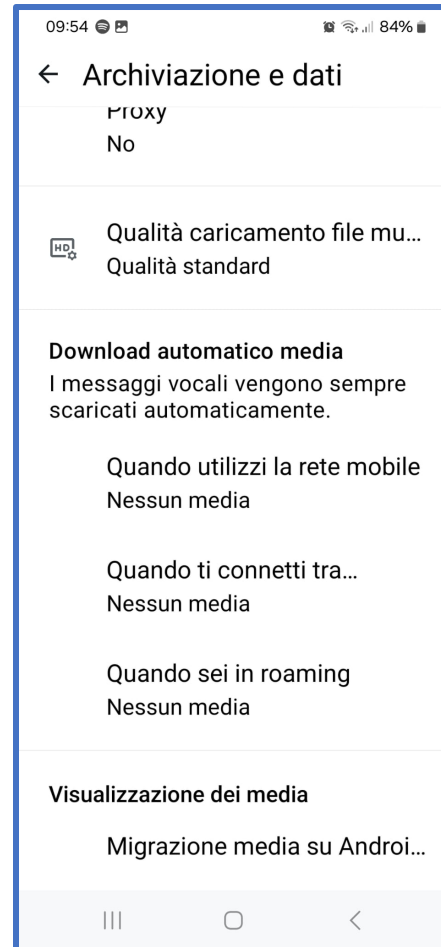 09:54 84%
Archiviazione e dati
Proxy
No
HD Qualità caricamento file mu...
Qualità standard
Download automatico media
I messaggi vocali vengono sempre
scaricati automaticamente.
Quando utilizzi la rete mobile
Nessun media
Quando ti connetti tra...
Nessun media
Quando sei in roaming
Nessun media
Visualizzazione dei media
Migrazione media su Androi...